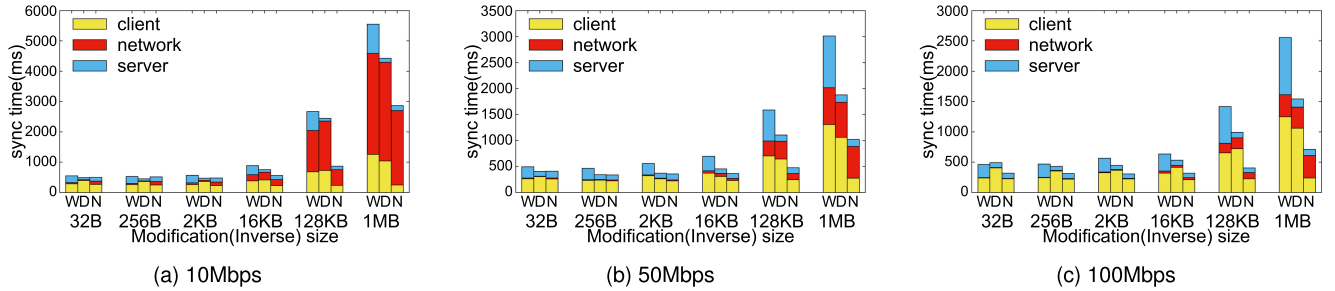 6000
5000
4000
3000
2000
1000
0
sync time(ms)
client
network
server
WDN WDN WDN WDN WDN WDN
32B 256B 2KB 16KB 128KB 1MB
Modification(Inverse) size
(a) 10Mbps
3500
3000
2500
2000
1500
1000
500
0
sync time(ms)
client
network
server
WDN WDN WDN WDN WDN WDN
32B 256B 2KB 16KB 128KB 1MB
Modification(Inverse) size
(b) 50Mbps
3000
2500
2000
1500
1000
500
0
sync time(ms)
client
network
server
WDN WDN WDN WDN WDN WDN
32B 256B 2KB 16KB 128KB 1MB
Modification(Inverse) size
(c) 100Mbps